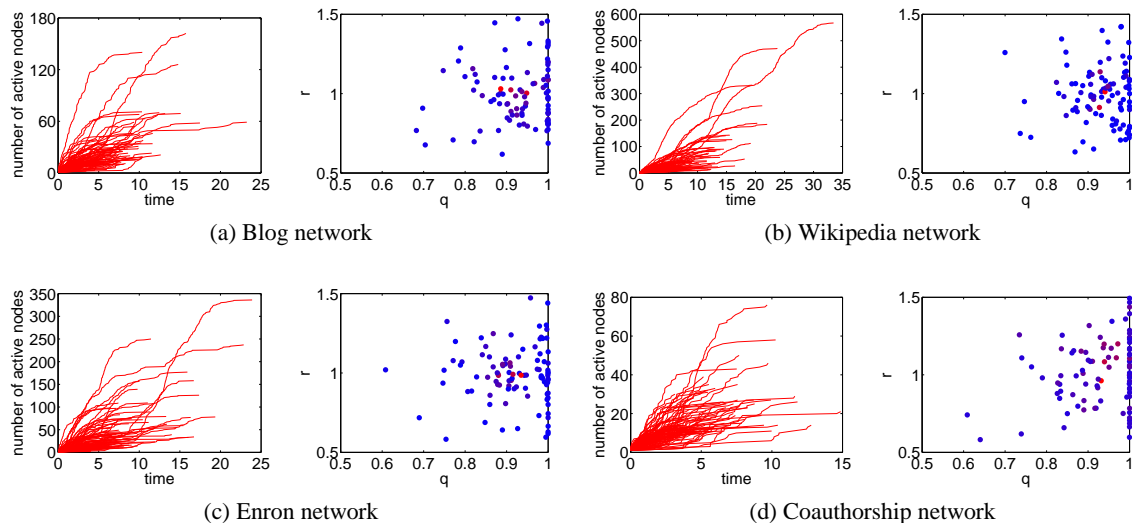 180
120
60
0
number of active nodes
0 5 10 15 20 25
time
1.5
1
0.5
r
0.5 0.6 0.7 0.8 0.9 1
q
(a) Blog network
600
500
400
300
200
100
0
number of active nodes
0 5 10 15 20 25 30 35
time
1.5
1
0.5
r
0.5 0.6 0.7 0.8 0.9 1
q
(b) Wikipedia network
350
300
250
200
150
100
50
0
number of active nodes
0 5 10 15 20 25
time
1.5
1
0.5
r
0.5 0.6 0.7 0.8 0.9 1
q
(c) Enron network
80
60
40
20
0
number of active nodes
0 5 10 15
time
1.5
1
0.5
r
0.5 0.6 0.7 0.8 0.9 1
q
(d) Coauthorship network